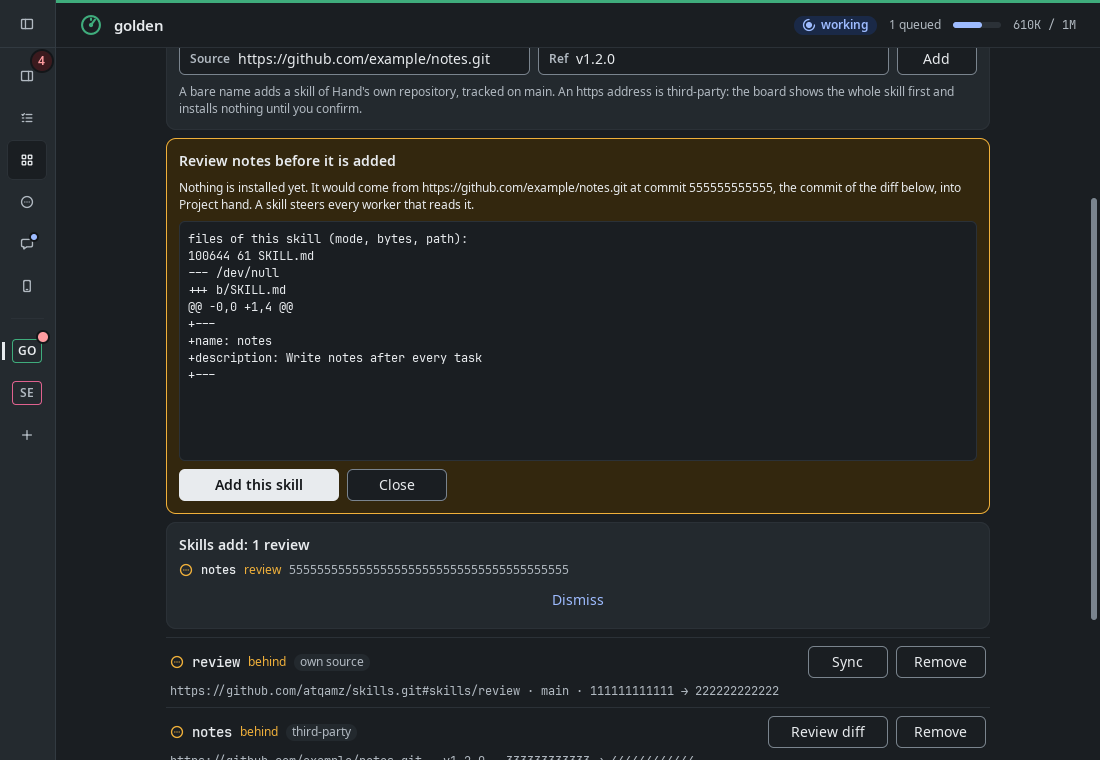 golden
working
1 queued
610K / 1M
4
Source https://github.com/example/notes.git
Ref v1.2.0
Add
A bare name adds a skill of Hand's own repository, tracked on main. An https address is third-party: the board shows the whole skill first and
installs nothing until you confirm.
Review notes before it is added
Nothing is installed yet. It would come from https://github.com/example/notes.git at commit 555555555555, the commit of the diff below, into
Project hand. A skill steers every worker that reads it.
files of this skill (mode, bytes, path):
100644 61 SKILL.md
--- /dev/null
+++ b/SKILL.md
@@ -0,0 +1,4 @@
+---
+name: notes
+description: Write notes after every task
+---
GO
SE
Add this skill
Close
Skills add: 1 review
notes review 5555555555555555555555555555555555555555
Dismiss
review behind own source
Sync
Remove
https://github.com/atqamz/skills.git#skills/review · main · 111111111111 → 222222222222
notes behind third-party
Review diff
Remove